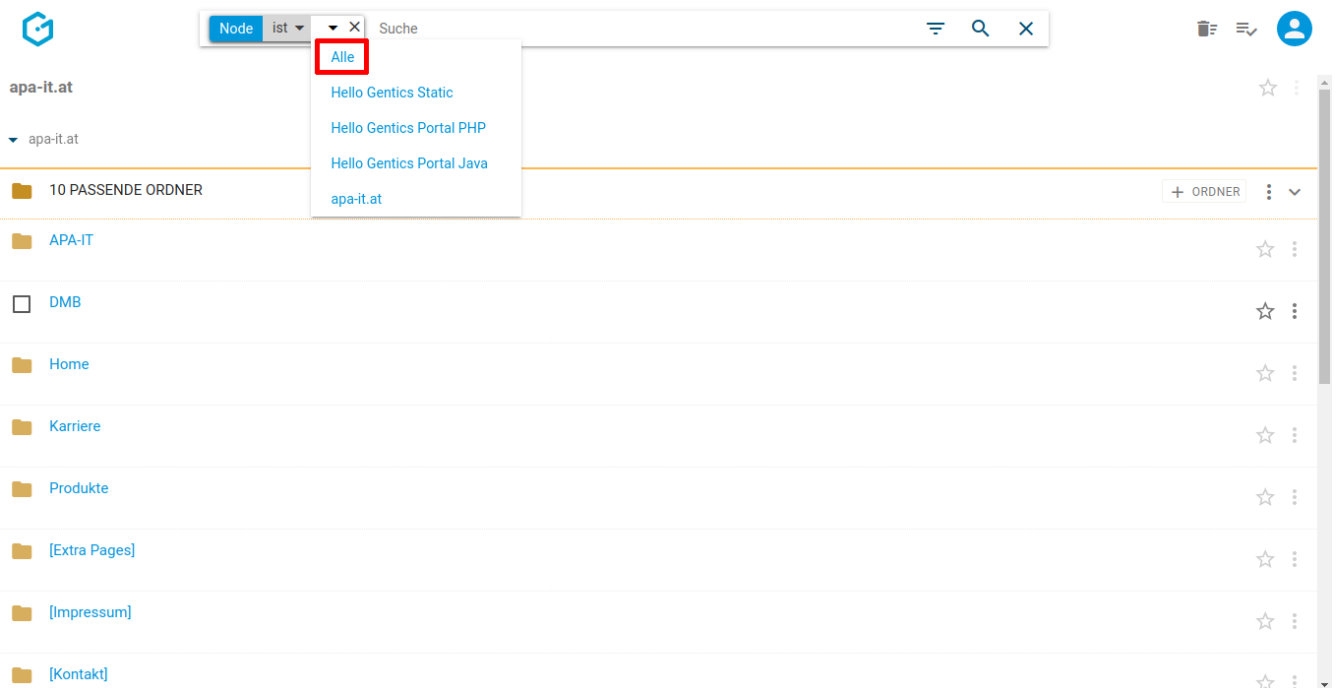 Node ist Suche
Alle
Hello Gentics Static
Hello Gentics Portal PHP
Hello Gentics Portal Java
apa-it.at
apa-it.at
apa-it.at
10 PASSENDE ORDNER
ORDNER
APA-IT
DMB
Home
Karriere
Produkte
[Extra Pages]
[Impressum]
[Kontakt]